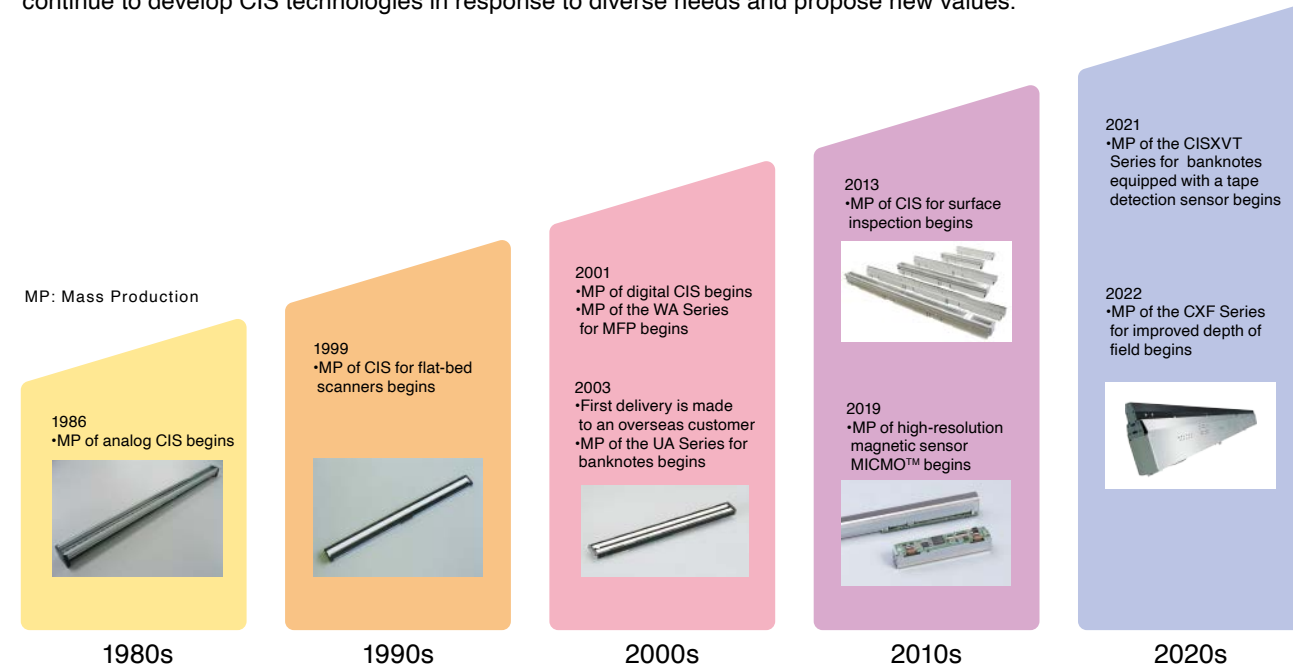 continue to develop CIS technologies in response to diverse needs and propose new values.
MP: Mass Production
1986
•MP of analog CIS begins
1980s
1999
•MP of CIS for flat-bed
scanners begins
1990s
2001
•MP of digital CIS begins
•MP of the WA Series
for MFP begins
2003
•First delivery is made
to an overseas customer
•MP of the UA Series for
banknotes begins
2000s
2013
•MP of CIS for surface
inspection begins
2019
•MP of high-resolution
magnetic sensor
MICMO™ begins
2010s
2021
•MP of the CISXVT
Series for banknotes
equipped with a tape
detection sensor begins
2022
•MP of the CXF Series
for improved depth of
field begins
2020s